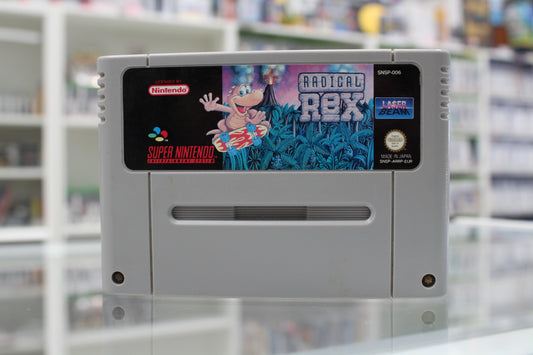 LICENSED BY
Nintendo
SUPER NINTENDO
ENTERTAINMENT SYSTEM
RADICAL
REX
SNSP-006
LASER
BEAM
MADE IN JAPAN
SNSP-ARRP-EUR